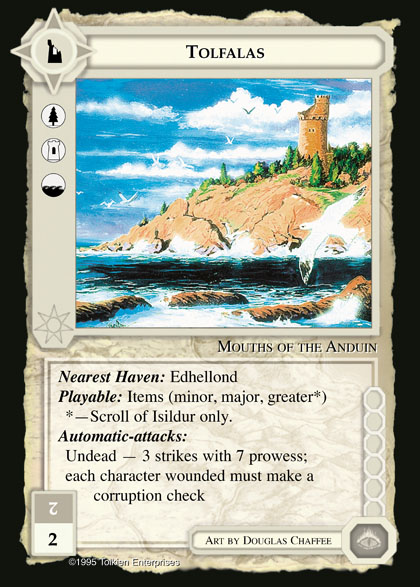 TOLFALAS
MOUTHS OF THE ANDUIN
Nearest Haven: Edhellond
Playable: Items (minor, major, greater*)
*—Scroll of Isildur only.
Automatic-attacks:
Undead — 3 strikes with 7 prowess;
each character wounded must make a
corruption check
2
2
ART BY DOUGLAS CHAFFEE
©1995 Tolkien Enterprises